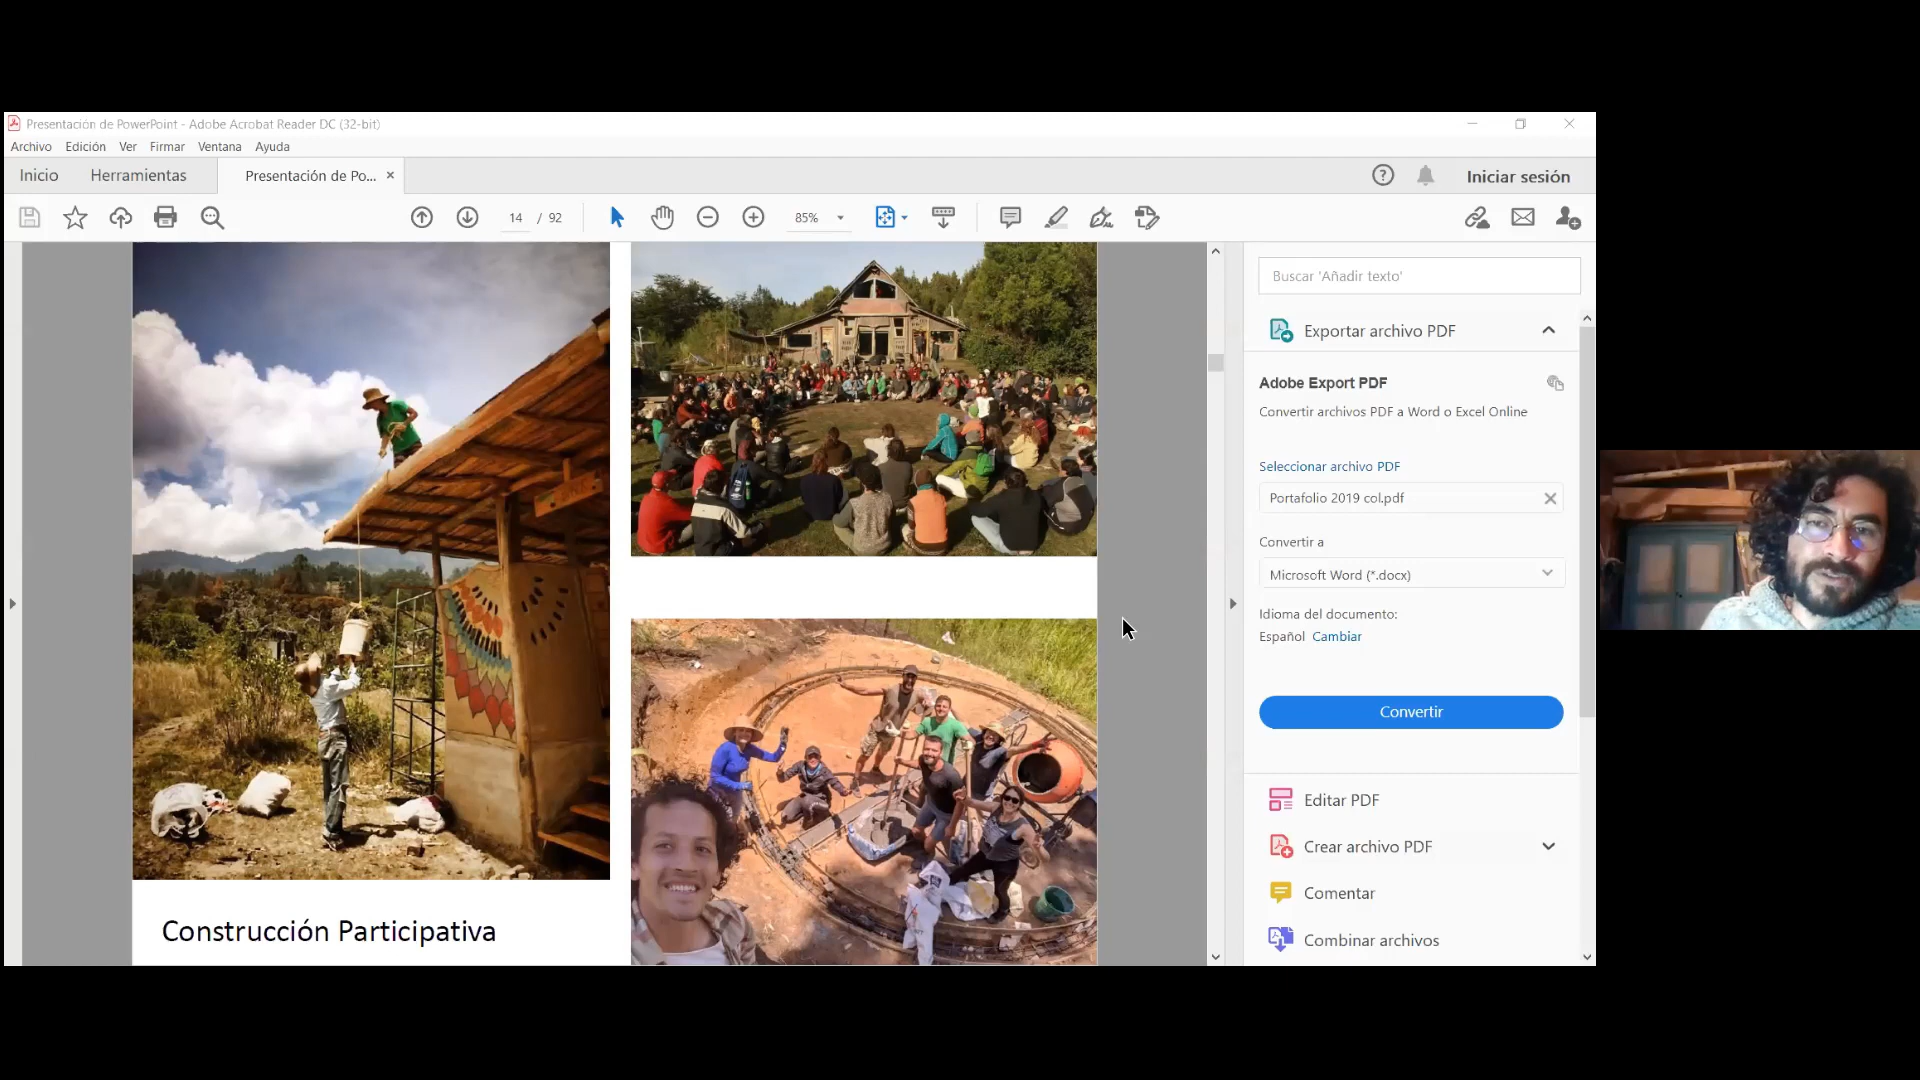 Presentación de PowerPoint - Adobe Acrobat Reader DC (32-bit)
Archivo Edición Ver Firmar Ventana Ayuda
Inicio Herramientas Presentación de Po... Iniciar sesión
14 / 92 85%
Buscar 'Añadir texto'
Exportar archivo PDF
Adobe Export PDF
Convertir archivos PDF a Word o Excel Online
Seleccionar archivo PDF
Portafolio 2019 col.pdf
Convertir a
Microsoft Word (*.docx)
Idioma del documento:
Español Cambiar
Convertir
Editar PDF
Crear archivo PDF
Comentar
Combinar archivos
Construcción Participativa